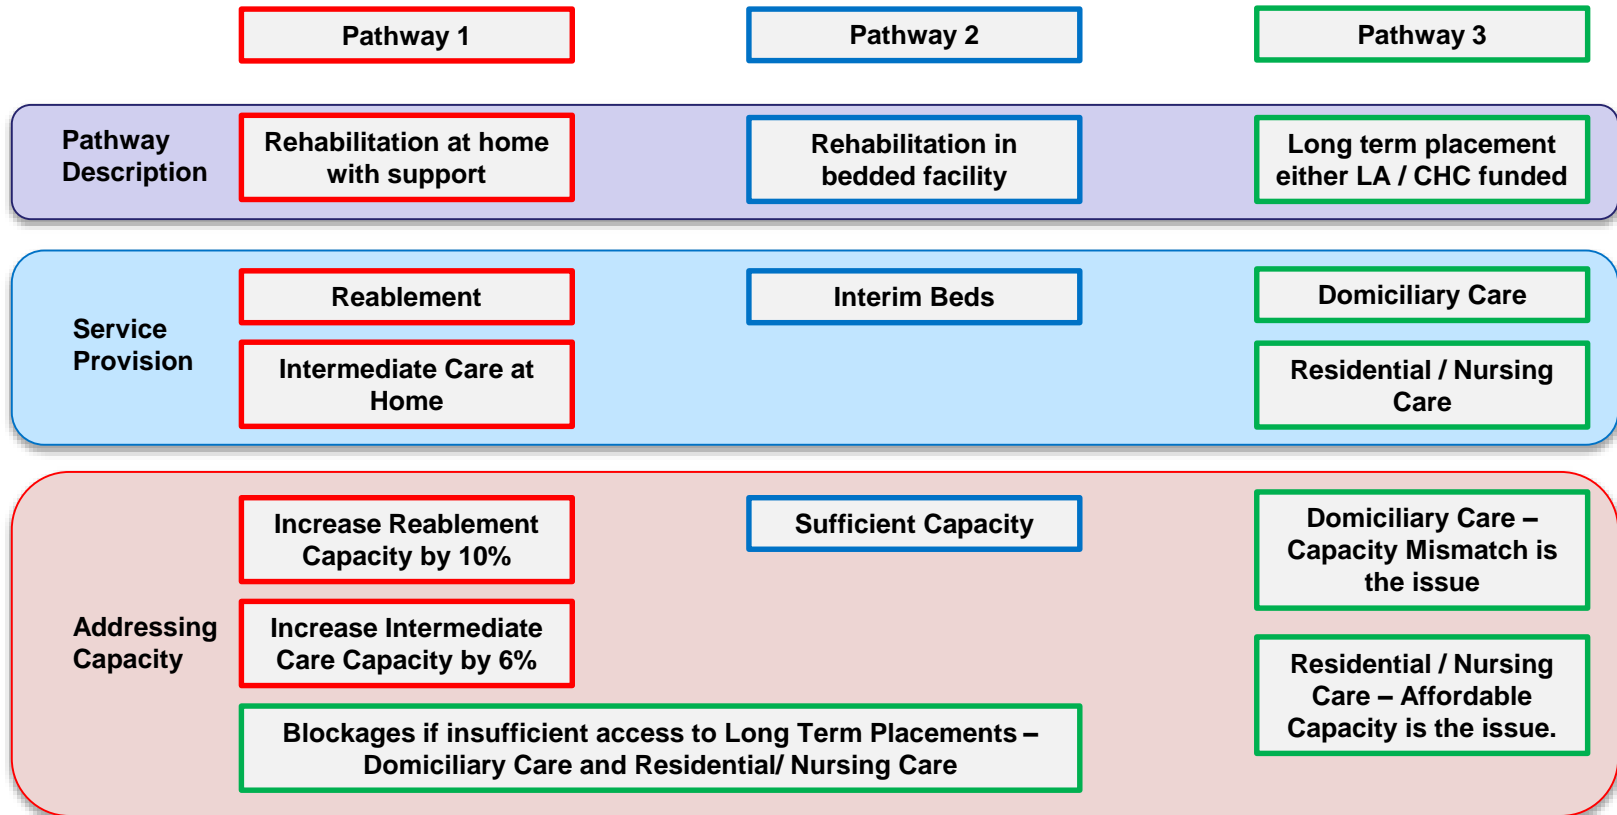 Pathway 1
Pathway 2
Pathway 3
Pathway
Description
Rehabilitation at home
with support
Rehabilitation in
bedded facility
Long term placement
either LA / CHC funded
Service
Provision
Reablement
Intermediate Care at
Home
Interim Beds
Domiciliary Care
Residential / Nursing
Care
Addressing
Capacity
Increase Reablement
Capacity by 10%
Increase Intermediate
Care Capacity by 6%
Sufficient Capacity
Domiciliary Care –
Capacity Mismatch is
the issue
Residential / Nursing
Care – Affordable
Capacity is the issue.
Blockages if insufficient access to Long Term Placements –
Domiciliary Care and Residential/ Nursing Care